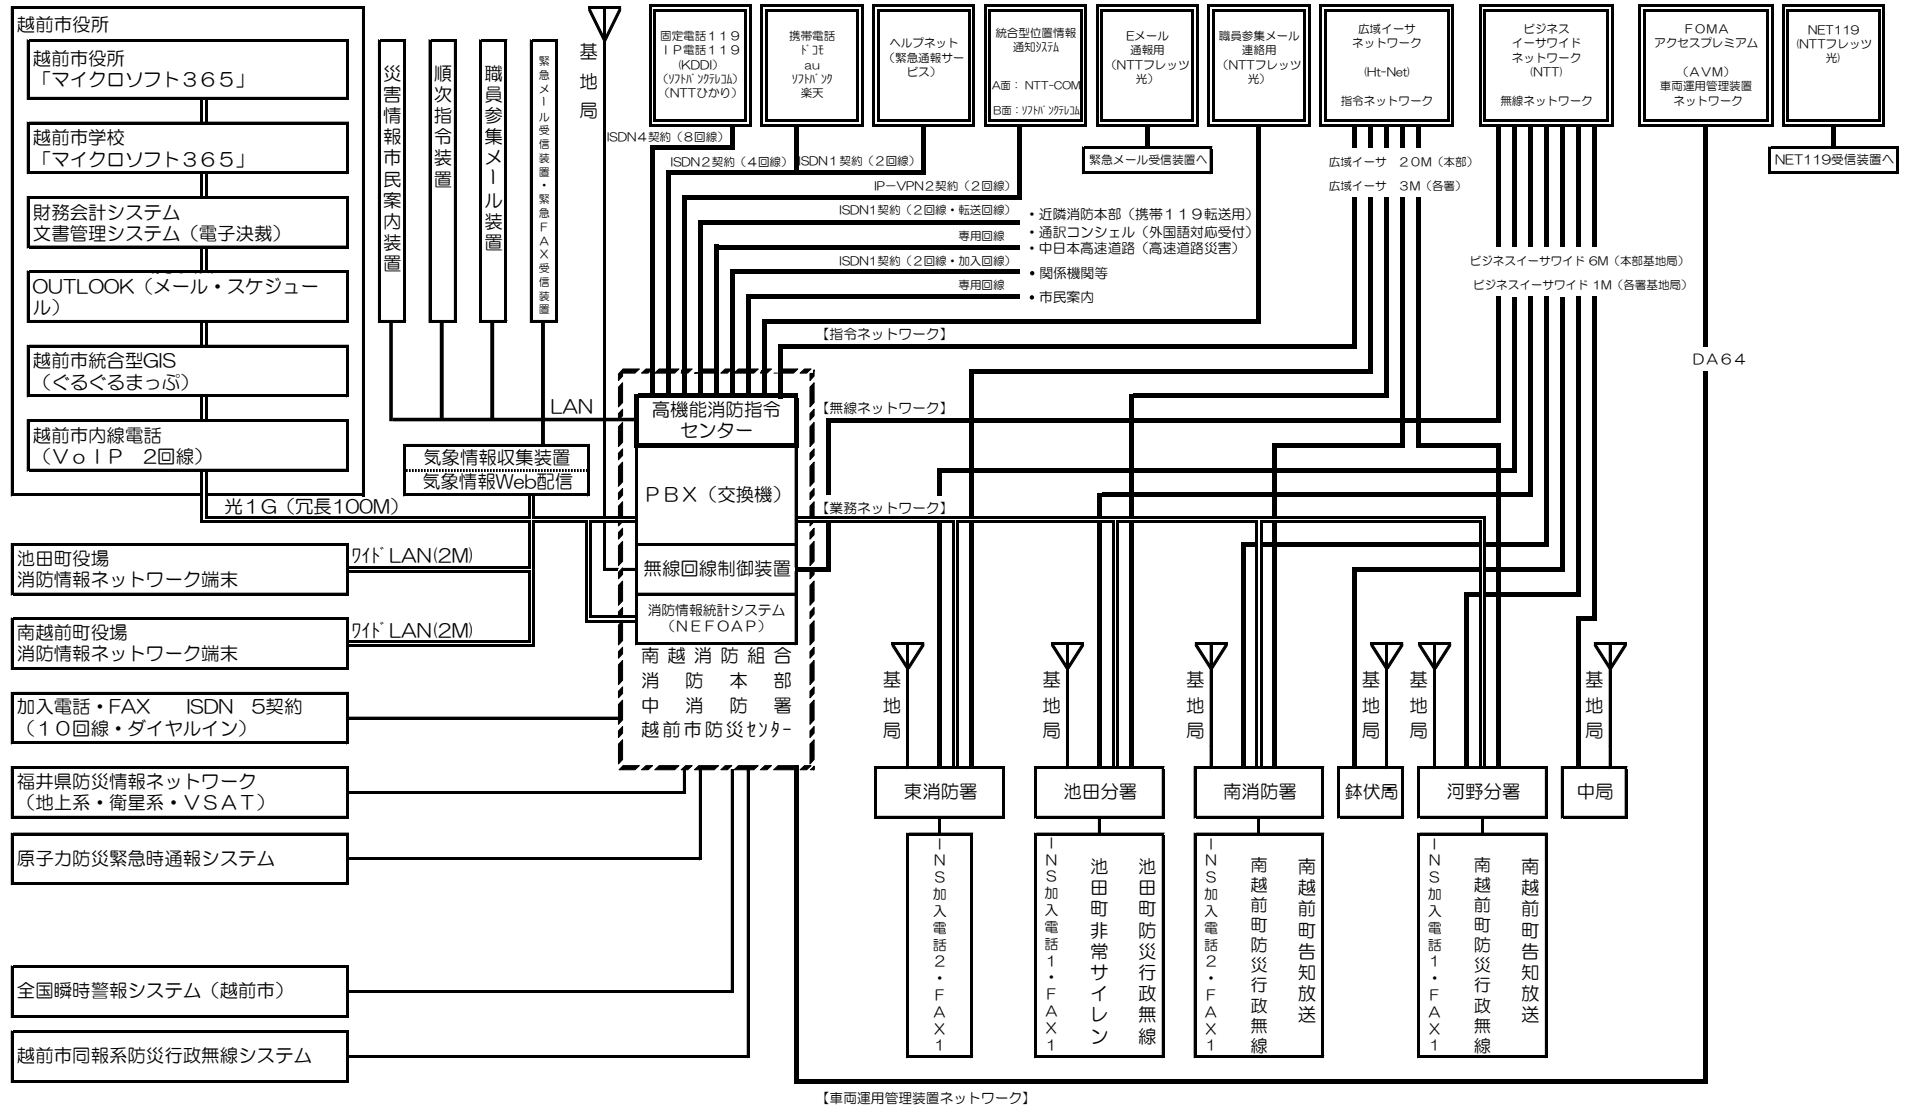 越前市役所
越前市役所
「マイクロソフト３６５」
越前市学校
「マイクロソフト３６５」
財務会計システム
文書管理システム（電子決裁）
OUTLOOK（メール・スケジュー
ル）
越前市統合型GIS
（ぐるぐるまっぷ）
越前市内線電話
（ＶｏＩＰ　2回線）
災害情報市民案内装置
順次指令装置
職員参集メール装置
緊急メール受信装置・緊急ＦＡＸ受信装置
基地局
固定電話１１９
ＩＰ電話１１９
(KDDI)
（ｿﾌﾄﾊﾞﾝｸﾃﾚｺﾑ）
（NTTひかり）
携帯電話
ﾄﾞｺﾓ
au
ｿﾌﾄﾊﾞﾝｸ
楽天
ヘルプネット
（緊急通報サー
ビス）
統合型位置情報
通知ｼｽﾃﾑ
A面： NTT-COM
B面：ｿﾌﾄﾊﾞﾝｸﾃﾚｺﾑ
Eメール
通報用
（NTTフレッツ
光）
職員参集メール
連絡用
（NTTフレッツ
光）
広域イーサ
ネットワーク
(Ht-Net)
指令ネットワーク
ビジネス
イーサワイド
ネットワーク
(NTT)
無線ネットワーク
ＦＯＭＡ
アクセスプレミアム
（ＡＶＭ）
車両運用管理装置
ネットワーク
NET119
(NTTフレッツ
光)
ISDN４契約（８回線）
ISDN２契約（４回線）
ISDN１契約（２回線）
緊急メール受信装置へ
広域イーサ　２０Ｍ（本部）
広域イーサ　３Ｍ（各署）
NET119受信装置へ
IP－VPN２契約（２回線）
ISDN1契約（２回線・転送回線）
・近隣消防本部（携帯１１９転送用）
・通訳コンシェル（外国語対応受付）
専用回線
・中日本高速道路（高速道路災害）
ISDN1契約（２回線・加入回線）
・関係機関等
専用回線
・市民案内
ビジネスイーサワイド 6M（本部基地局）
ビジネスイーサワイド 1M（各署基地局）
【指令ネットワーク】
ＤＡ６４
LAN
高機能消防指令
センター
【無線ネットワーク】
気象情報収集装置
気象情報Web配信
ＰＢＸ（交換機）
光１Ｇ（冗長100M）
【業務ネットワーク】
池田町役場
消防情報ネットワーク端末
ﾜｲﾄﾞLAN(2M)
無線回線制御装置
消防情報統計システム
（ＮＥＦＯＡＰ）
南越前町役場
消防情報ネットワーク端末
ﾜｲﾄﾞLAN(2M)
南越消防組合
消防本部
中消防署
越前市防災ｾﾝﾀｰ
加入電話・FAX　　ISDN　5契約
（１０回線・ダイヤルイン）
福井県防災情報ネットワーク
（地上系・衛星系・ＶＳＡＴ）
原子力防災緊急時通報システム
全国瞬時警報システム（越前市）
越前市同報系防災行政無線システム
基地局
基地局
基地局
基地局
基地局
基地局
東消防署
池田分署
南消防署
鉢伏局
河野分署
中局
ＩＮＳ加入電話２・ＦＡＸ１
ＩＮＳ加入電話１・ＦＡＸ１
池田町非常サイレン
池田町防災行政無線
ＩＮＳ加入電話２・ＦＡＸ１
南越前町防災行政無線
南越前町告知放送
ＩＮＳ加入電話１・ＦＡＸ１
南越前町防災行政無線
南越前町告知放送
【車両運用管理装置ネットワーク】